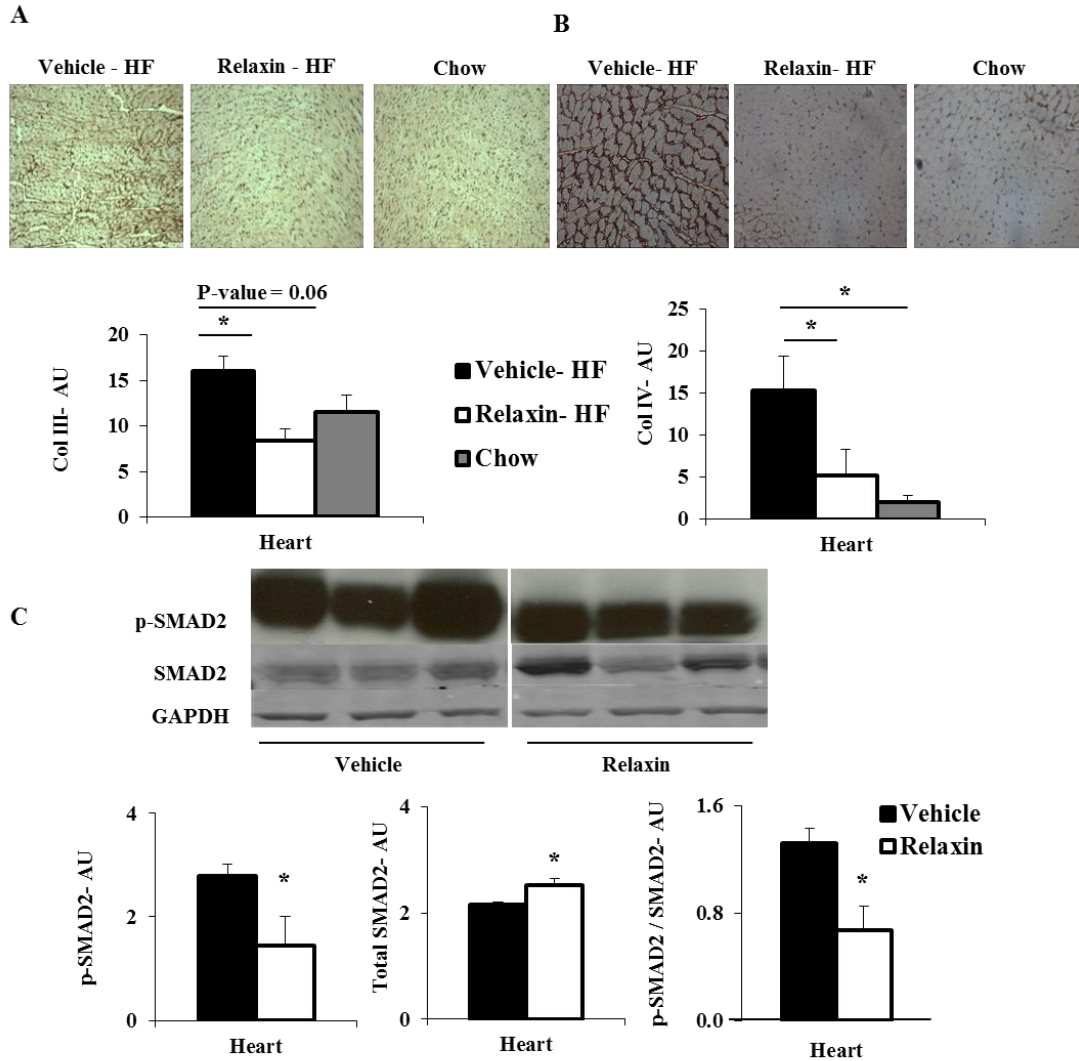 A
B
Vehicle - HF
Relaxin - HF
Chow
Vehicle- HF
Relaxin- HF
Chow
P-value = 0.06
*
20
15
10
5
0
Col III- AU
Heart
Vehicle- HF
Relaxin- HF
Chow
*
*
25
20
15
10
5
0
Col IV- AU
Heart
C
p-SMAD2
SMAD2
GAPDH
Vehicle
Relaxin
4
2
0
p-SMAD2- AU
*
Heart
4
2
0
Total SMAD2- AU
*
Heart
1.6
0.8
0.0
p-SMAD2 / SMAD2- AU
*
Heart
Vehicle
Relaxin